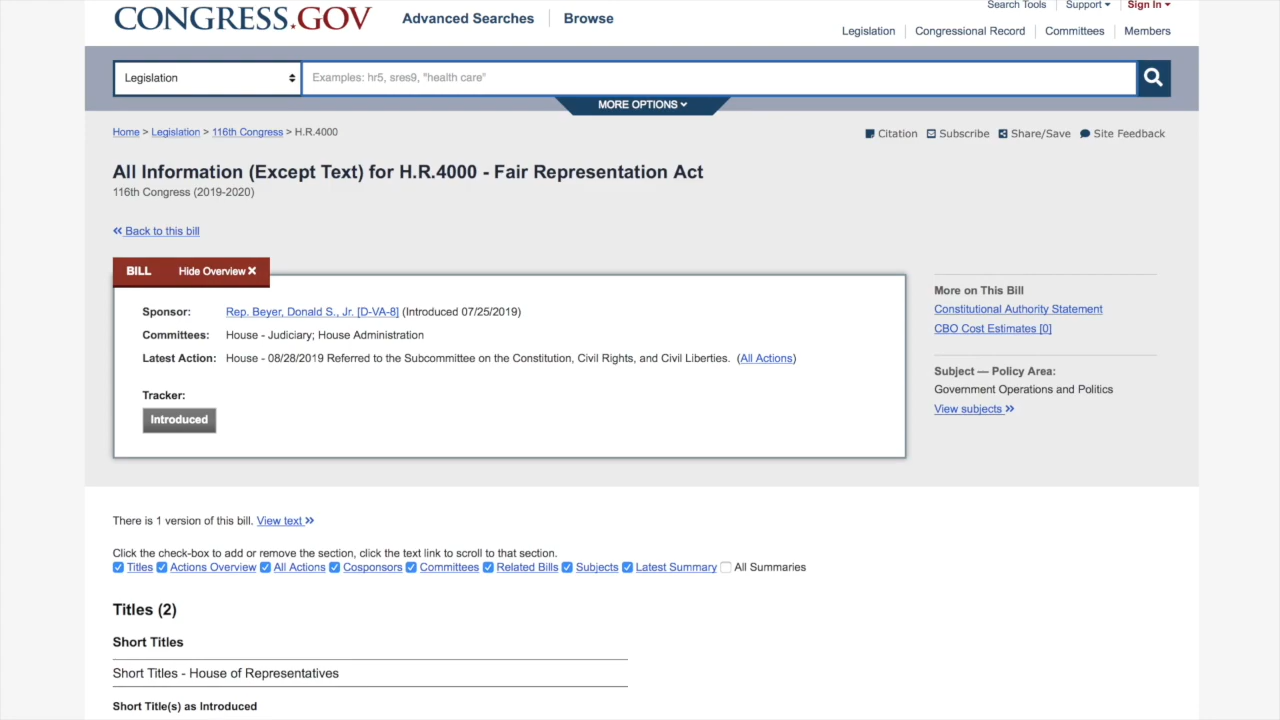 CONGRESS.GOV Advanced Searches Browse
Search Tools Support Sign In
Legislation Congressional Record Committees Members
Legislation Examples: hr5, sres9, "health care"
MORE OPTIONS
Home > Legislation > 116th Congress > H.R.4000
Citation Subscribe Share/Save Site Feedback
All Information (Except Text) for H.R.4000 - Fair Representation Act
116th Congress (2019-2020)
Back to this bill
BILL Hide Overview
Sponsor: Rep. Beyer, Donald S., Jr. [D-VA-8] (Introduced 07/25/2019)
Committees: House - Judiciary; House Administration
Latest Action: House - 08/28/2019 Referred to the Subcommittee on the Constitution, Civil Rights, and Civil Liberties. (All Actions)
Tracker:
Introduced
More on This Bill
Constitutional Authority Statement
CBO Cost Estimates [0]
Subject — Policy Area:
Government Operations and Politics
View subjects
There is 1 version of this bill. View text
Click the check-box to add or remove the section, click the text link to scroll to that section.
Titles Actions Overview All Actions Cosponsors Committees Related Bills Subjects Latest Summary All Summaries
Titles (2)
Short Titles
Short Titles - House of Representatives
Short Title(s) as Introduced